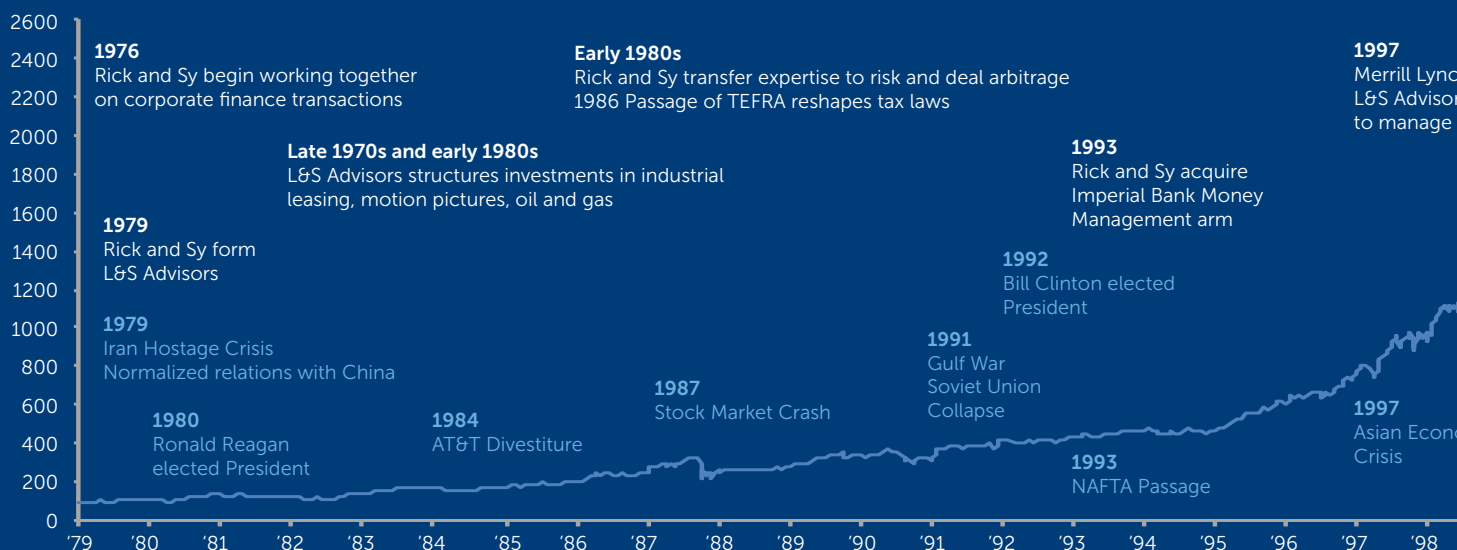 2600
2400
2200
2000
1800
1600
1400
1200
1000
800
600
400
200
0
1976
Rick and Sy begin working together
on corporate finance transactions
Early 1980s
Rick and Sy transfer expertise to risk and deal arbitrage
1986 Passage of TEFRA reshapes tax laws
1997
Merrill
L&S
to manage
Late 1970s and early 1980s
L&S Advisors structures investments in industrial
leasing, motion pictures, oil and gas
1993
Rick and Sy acquire
Imperial Bank Money
Management arm
1979
Rick and Sy form
L&S Advisors
1992
Bill Clinton elected
President
1979
Iran Hostage Crisis
Normalized relations with China
1991
Gulf War
Soviet Union
Collapse
1987
Stock Market Crash
1980
Ronald Reagan
elected President
1984
AT&T Divestiture
1997
Asian
Crisis
1993
NAFTA Passage
'79 '80 '81 '82 '83 '84 '85 '86 '87 '88 '89 '90 '91 '92 '93 '94 '95 '96 '97 '98